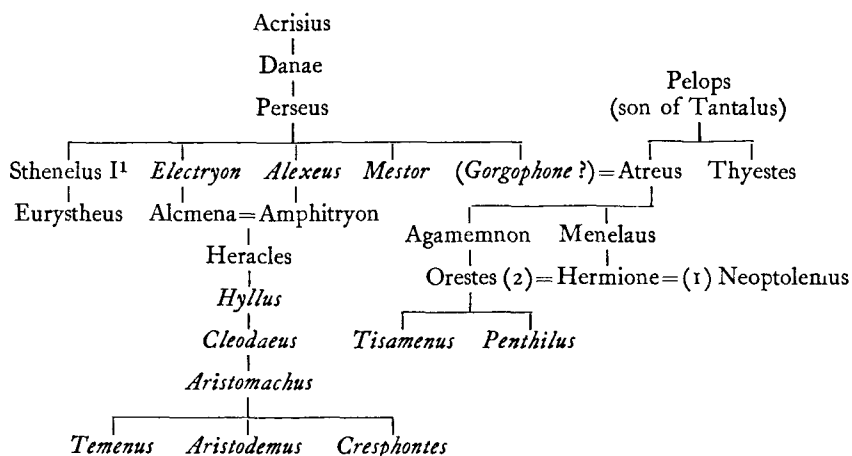 Acrisius
Danae
Pelops
Perseus
(son of Tantalus)
Sthenelus I¹ Electryon Alexeus Mestor (Gorgophone ?) = Atreus Thyestes
Eurystheus Alcmena = Amphitryon
Agamemnon Menelaus
Heracles
Orestes (2) = Hermione = (1) Neoptolemus
Hyllus
Cleodaeus Tisamenus Penthilus
Aristomachus
Temenus Aristodemus Cresphontes